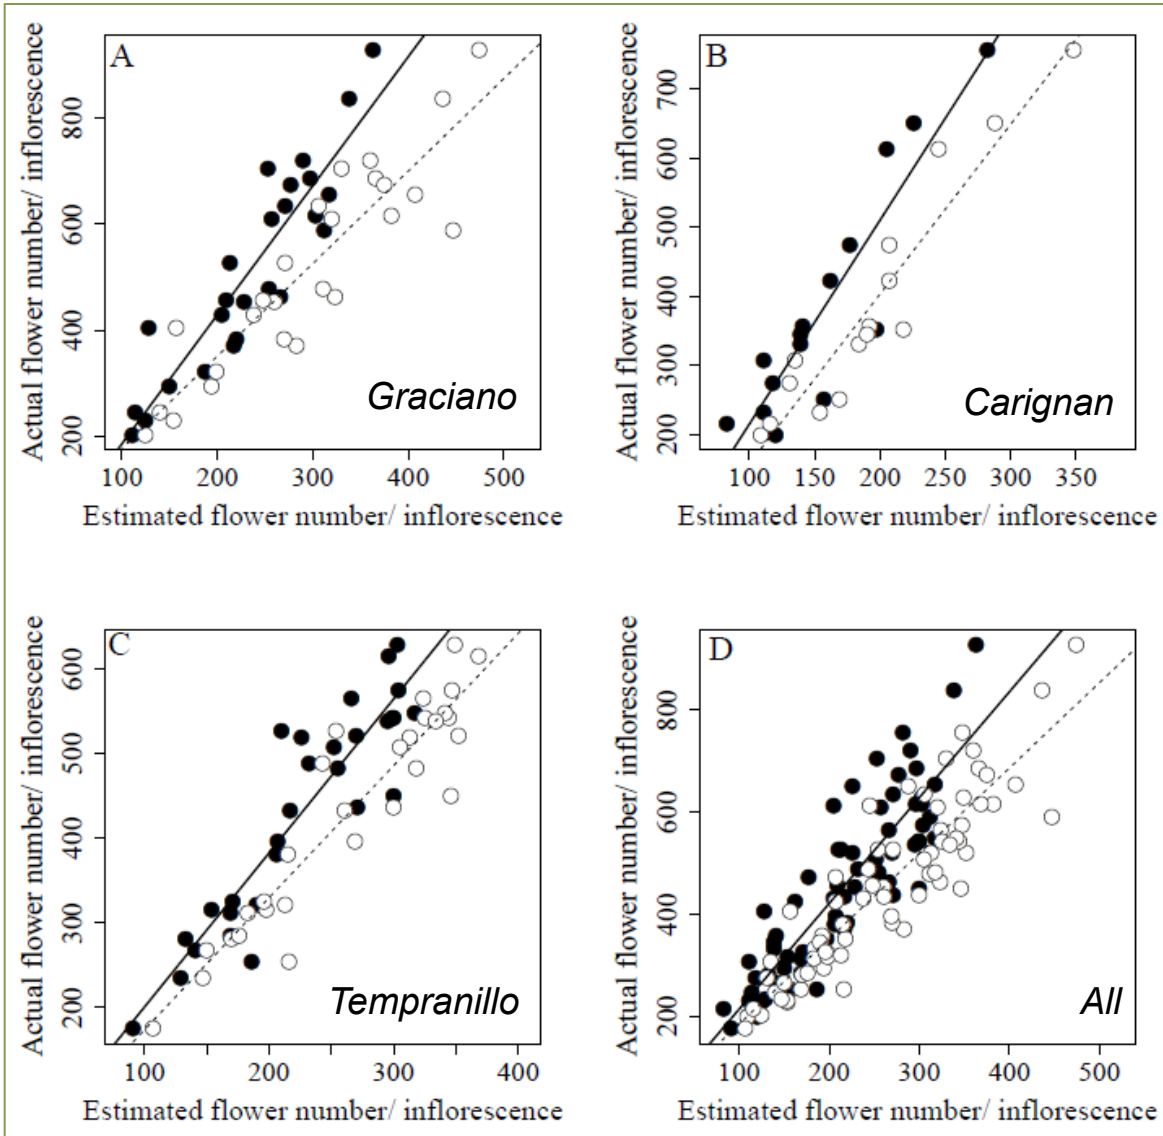 A
Actual flower number/ inflorescence
200 400 600 800
100 200 300 400 500
Estimated flower number/ inflorescence
Graciano
B
Actual flower number/ inflorescence
200 300 400 500 600 700
100 150 200 250 300 350
Estimated flower number/ inflorescence
Carignan
C
Actual flower number/ inflorescence
200 300 400 500 600
100 200 300 400
Estimated flower number/ inflorescence
Tempranillo
D
Actual flower number/ inflorescence
200 400 600 800
100 200 300 400 500
Estimated flower number/ inflorescence
All